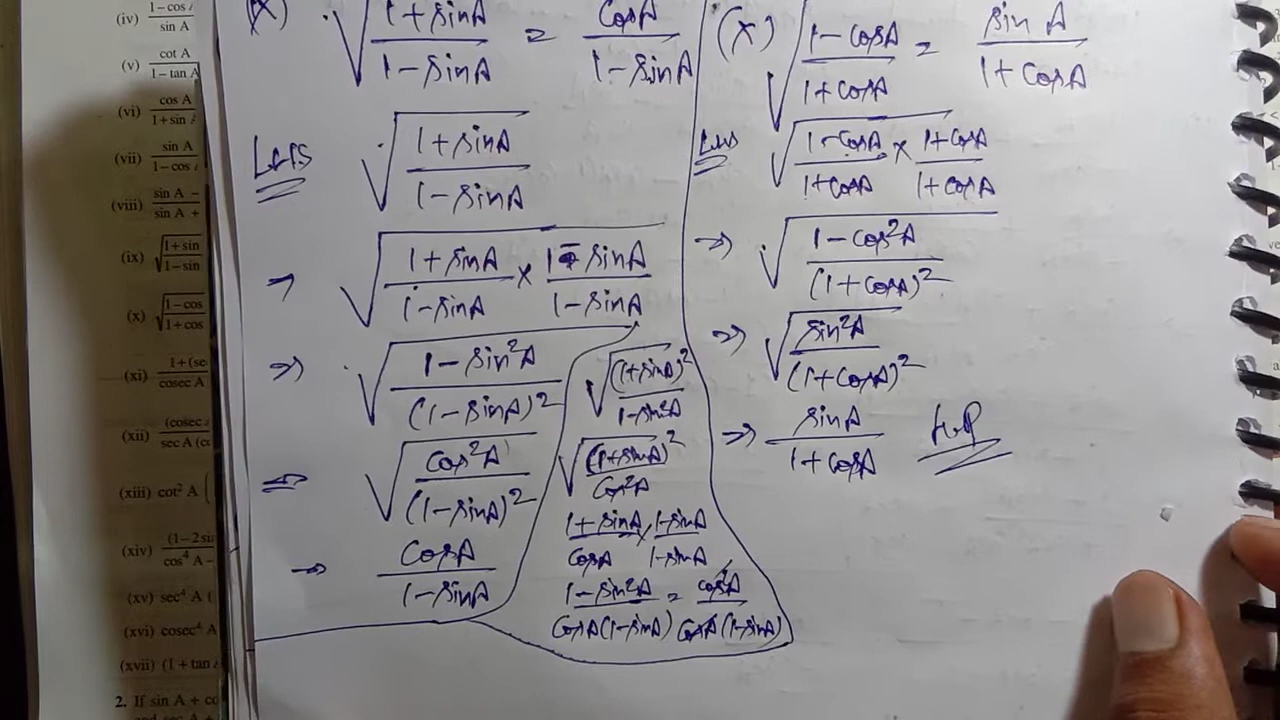 (iv) 1-cos / sin A
(v) cot A / 1-tan A
(vi) cos A / 1+sin
(vii) sin A / 1-cos
(viii) sin A - / sin A +
(ix) √(1+sin / 1-sin
(x) √(1-cos / 1+cos
(xi) 1+(se / cosec A
(xii) (cosec / sec A (co
(xiii) cot² A (
(xiv) (1-2 si / cos⁴ A-
(xv) sec⁴ A (
(xvi) cosec⁴ A
(xvii) (1+tan
2. If sin A + co
√(1+sinA / 1-sinA) = cosA / 1-sinA
LHS √(1+sinA / 1-sinA)
⇒ √(1+sinA / 1-sinA × 1-sinA / 1-sinA)
⇒ √(1-sin²A / (1-sinA)²)
⇒ √(cos²A / (1-sinA)²)
⇒ cosA / 1-sinA
√((1+sinA)² / 1-sin²A)
√((1+sinA)² / cos²A)
1+sinA / cosA × 1-sinA / 1-sinA
1-sin²A / cosA(1-sinA) = cos²A / cosA(1-sinA)
(x) √(1-cosA / 1+cosA) = sin A / 1+cosA
LHS √(1-cosA / 1+cosA × 1+cosA / 1+cosA)
⇒ √(1-cos²A / (1+cosA)²)
⇒ √(sin²A / (1+cosA)²)
⇒ sinA / 1+cosA